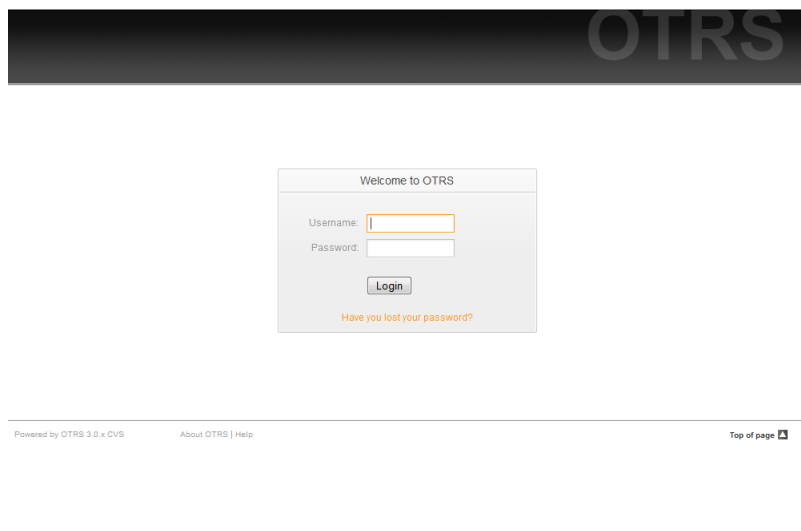 OTRS
Welcome to OTRS
Username:
Password:
Login
Have you lost your password?
Powered by OTRS 3.0.x CVS
About OTRS | Help
Top of page